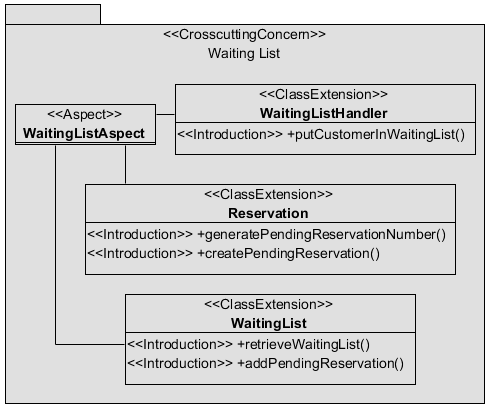 <<CrosscuttingConcern>>
Waiting List
<<ClassExtension>>
WaitingListHandler
<<Introduction>> +putCustomerInWaitingList()
<<Aspect>>
WaitingListAspect
<<ClassExtension>>
Reservation
<<Introduction>> +generatePendingReservationNumber()
<<Introduction>> +createPendingReservation()
<<ClassExtension>>
WaitingList
<<Introduction>> +retrieveWaitingList()
<<Introduction>> +addPendingReservation()